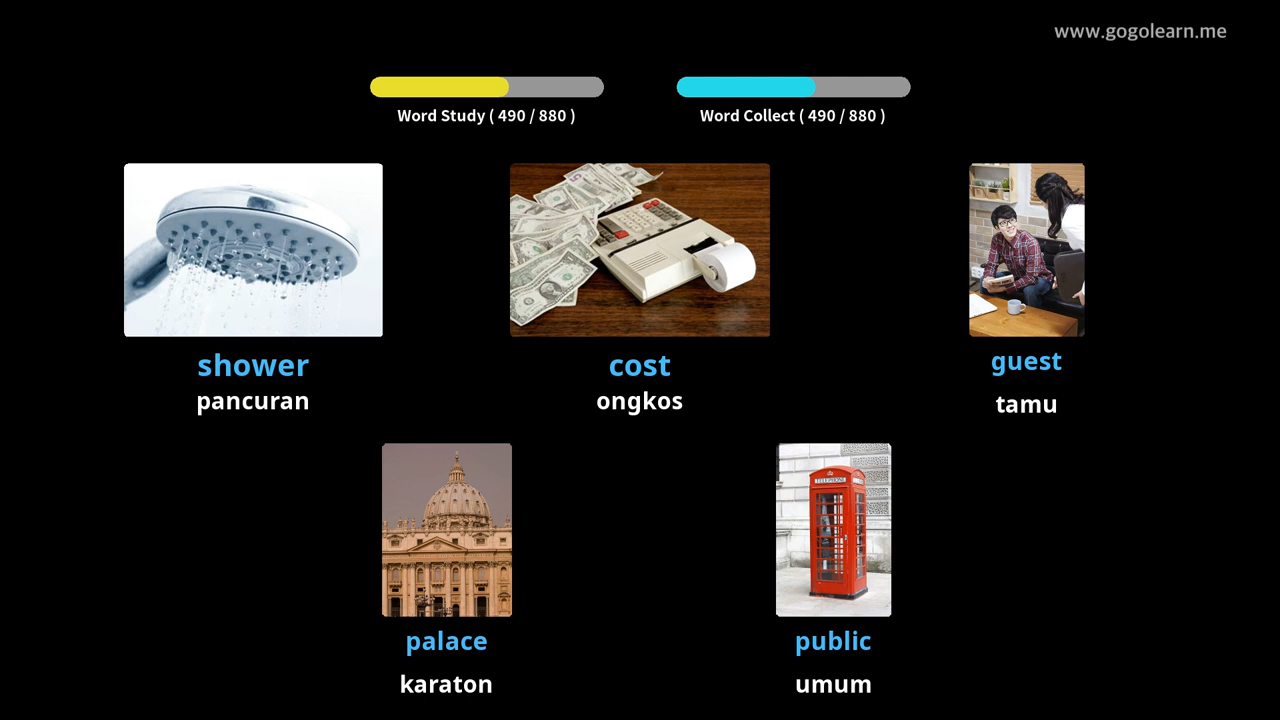 www.gogolearn.me
Word Study ( 490 / 880 )
Word Collect ( 490 / 880 )
shower
pancuran
cost
ongkos
guest
tamu
TELEPHONE
palace
karaton
public
umum